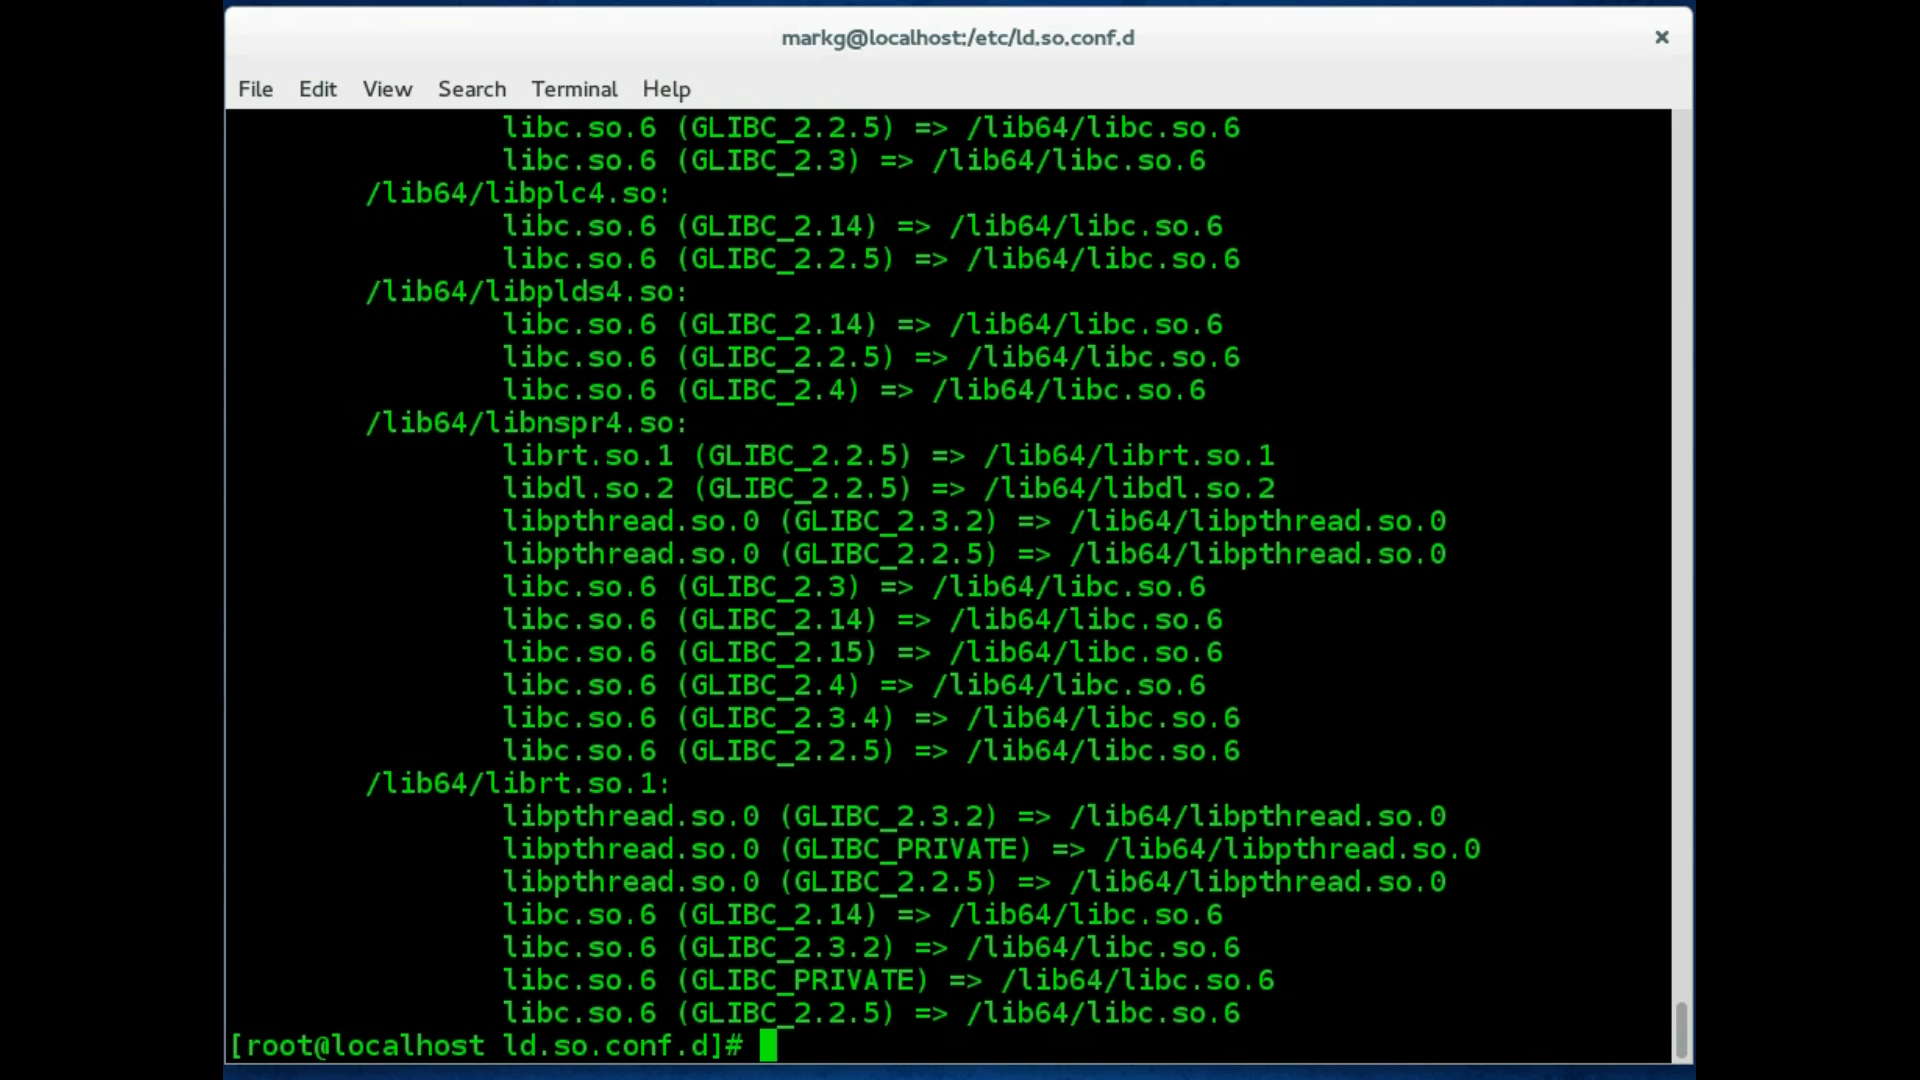 markg@localhost:/etc/ld.so.conf.d
×
File Edit View Search Terminal Help
libc.so.6 (GLIBC_2.2.5) => /lib64/libc.so.6
libc.so.6 (GLIBC_2.3) => /lib64/libc.so.6
/lib64/libplc4.so:
libc.so.6 (GLIBC_2.14) => /lib64/libc.so.6
libc.so.6 (GLIBC_2.2.5) => /lib64/libc.so.6
/lib64/libplds4.so:
libc.so.6 (GLIBC_2.14) => /lib64/libc.so.6
libc.so.6 (GLIBC_2.2.5) => /lib64/libc.so.6
libc.so.6 (GLIBC_2.4) => /lib64/libc.so.6
/lib64/libnspr4.so:
librt.so.1 (GLIBC_2.2.5) => /lib64/librt.so.1
libdl.so.2 (GLIBC_2.2.5) => /lib64/libdl.so.2
libpthread.so.0 (GLIBC_2.3.2) => /lib64/libpthread.so.0
libpthread.so.0 (GLIBC_2.2.5) => /lib64/libpthread.so.0
libc.so.6 (GLIBC_2.3) => /lib64/libc.so.6
libc.so.6 (GLIBC_2.14) => /lib64/libc.so.6
libc.so.6 (GLIBC_2.15) => /lib64/libc.so.6
libc.so.6 (GLIBC_2.4) => /lib64/libc.so.6
libc.so.6 (GLIBC_2.3.4) => /lib64/libc.so.6
libc.so.6 (GLIBC_2.2.5) => /lib64/libc.so.6
/lib64/librt.so.1:
libpthread.so.0 (GLIBC_2.3.2) => /lib64/libpthread.so.0
libpthread.so.0 (GLIBC_PRIVATE) => /lib64/libpthread.so.0
libpthread.so.0 (GLIBC_2.2.5) => /lib64/libpthread.so.0
libc.so.6 (GLIBC_2.14) => /lib64/libc.so.6
libc.so.6 (GLIBC_2.3.2) => /lib64/libc.so.6
libc.so.6 (GLIBC_PRIVATE) => /lib64/libc.so.6
libc.so.6 (GLIBC_2.2.5) => /lib64/libc.so.6
[root@localhost ld.so.conf.d]#